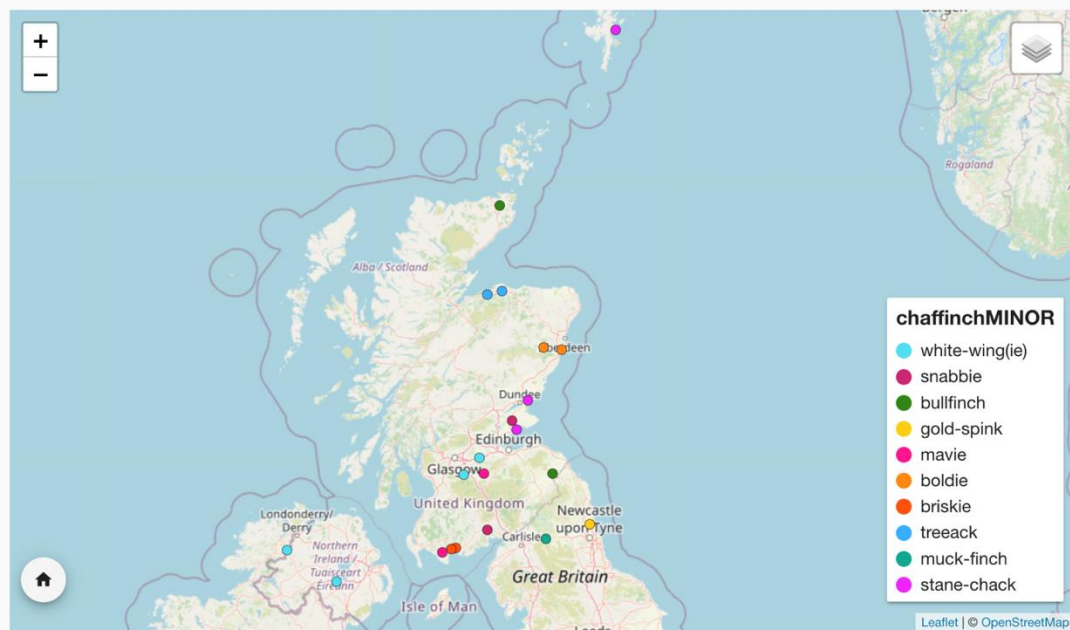 Bergen
+
−
Rogaland
Alba / Scotland
Aberdeen
Dundee
Edinburgh
Glasgow
United Kingdom
Newcastle
upon Tyne
Londonderry/
Derry
Carlisle
Northern
Ireland /
Tuaisceart
Éireann
Great Britain
Isle of Man
Leeds
chaffinchMINOR
white-wing(ie)
snabbie
bullfinch
gold-spink
mavie
boldie
briskie
treeack
muck-finch
stane-chack
Leaflet | © OpenStreetMap